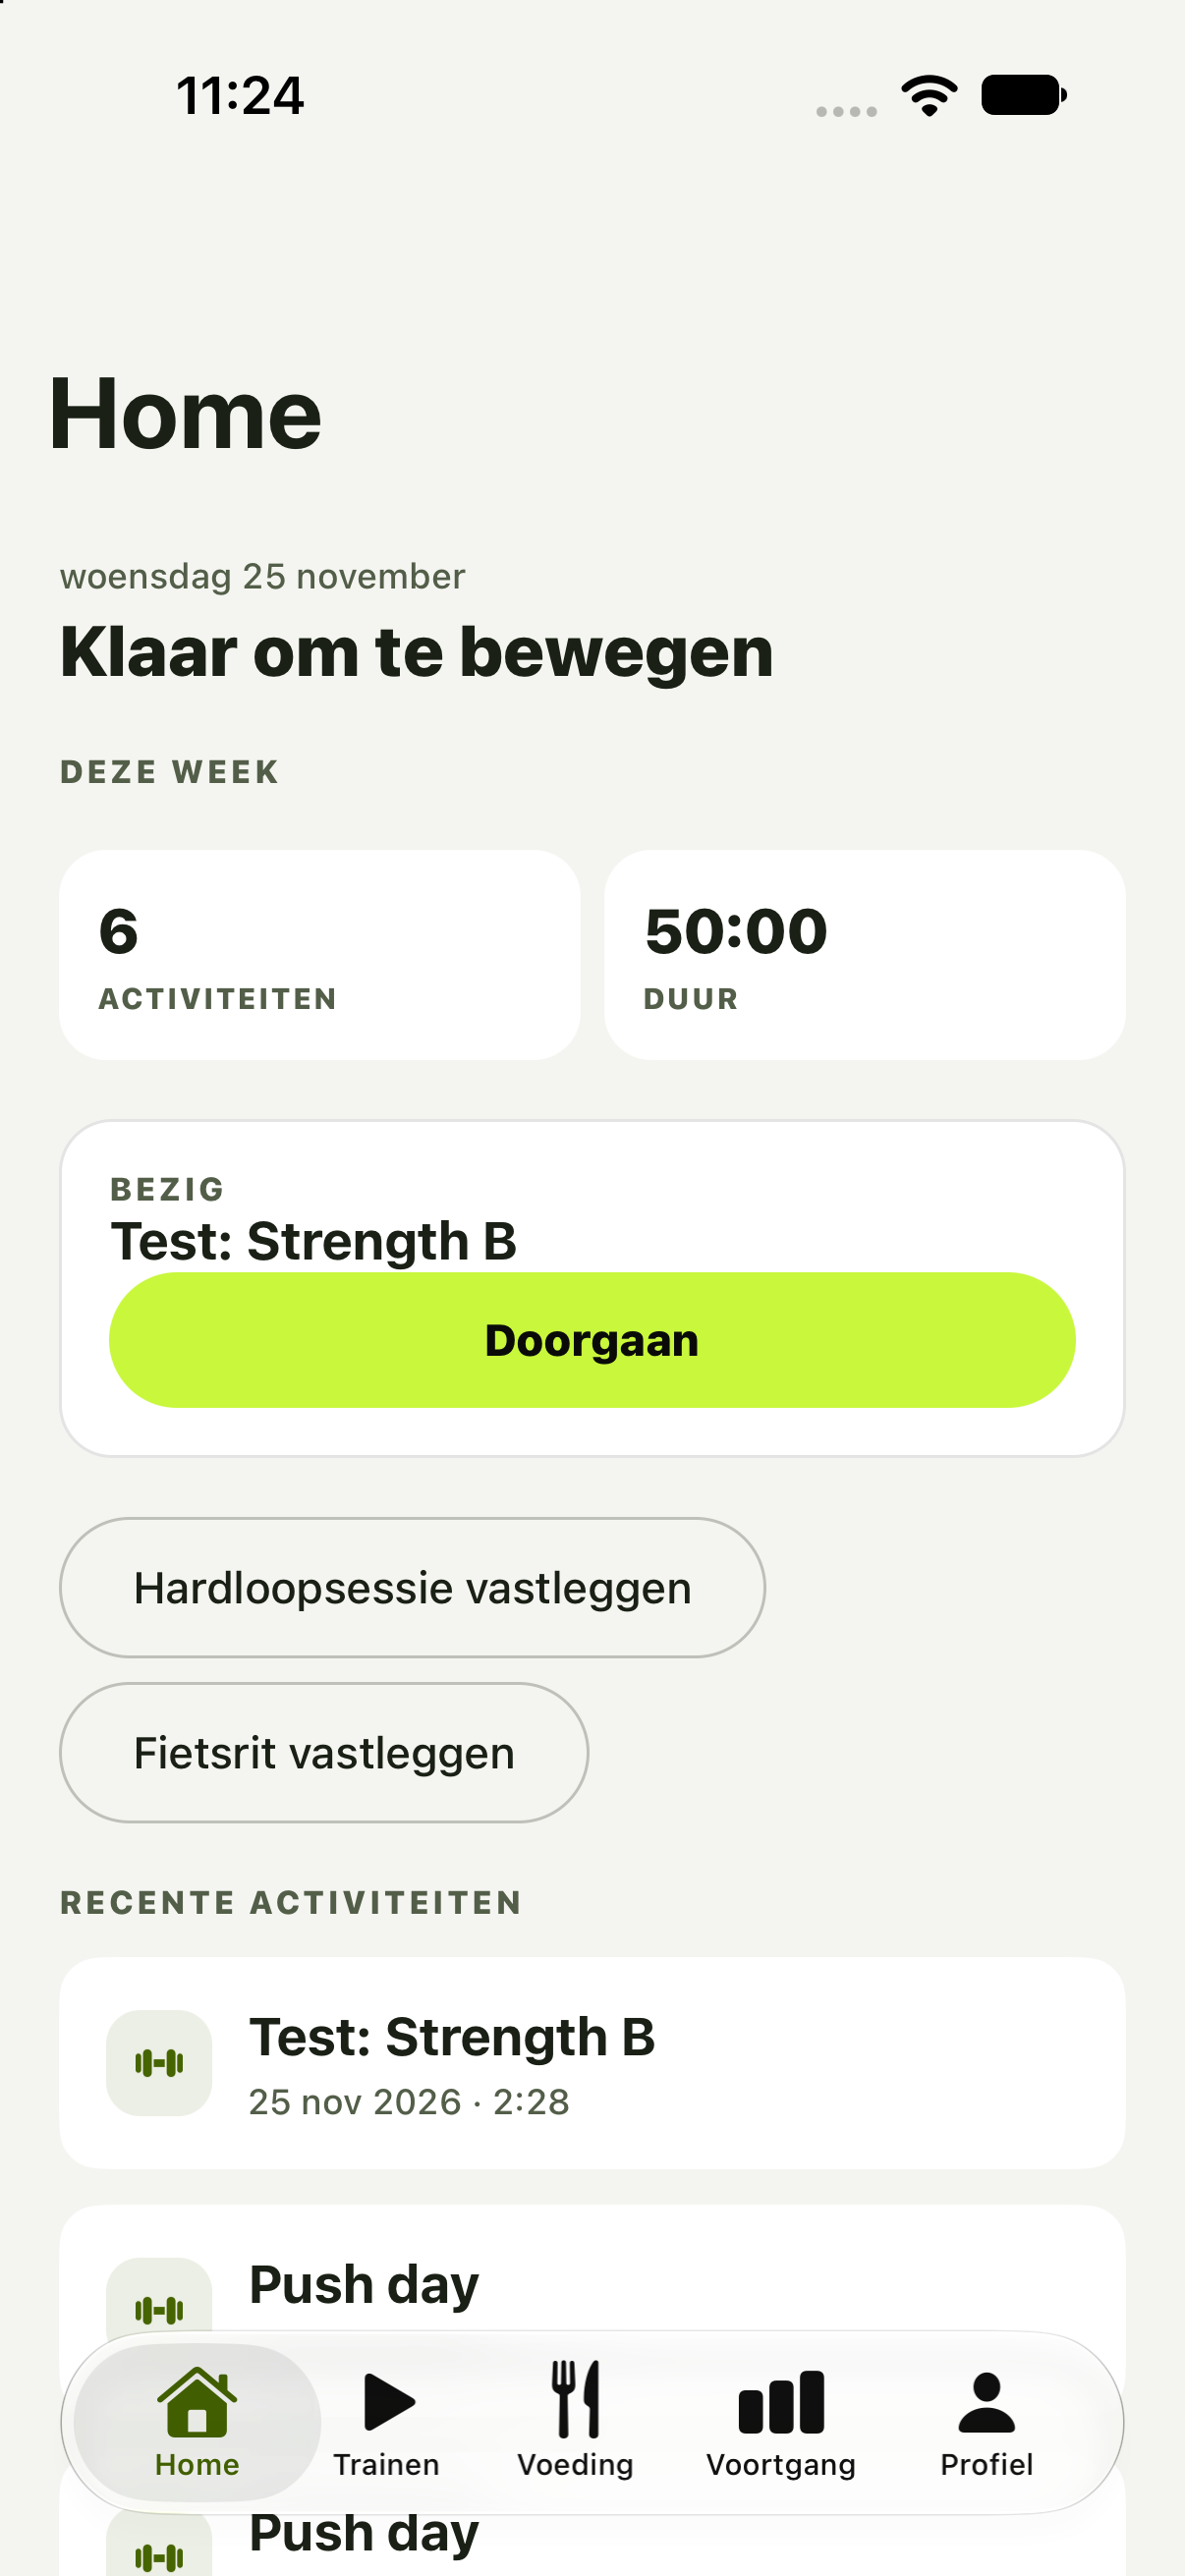 11:24
Home
woensdag 25 november
Klaar om te bewegen
DEZE WEEK
6
ACTIVITEITEN
50:00
DUUR
BEZIG
Test: Strength B
Doorgaan
Hardloopsessie vastleggen
Fietsrit vastleggen
RECENTE ACTIVITEITEN
Test: Strength B
25 nov 2026 · 2:28
Push day
Home
Trainen
Voeding
Voortgang
Profiel
Push day